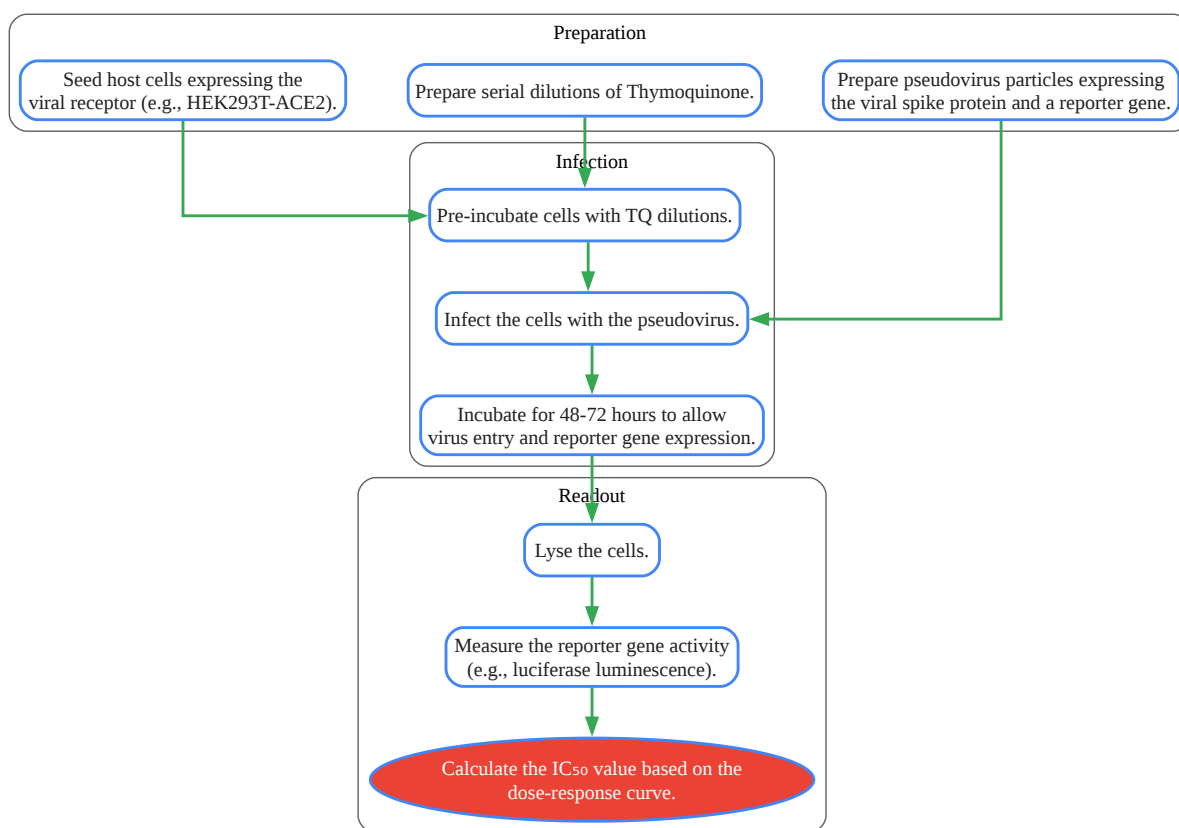 Preparation
Seed host cells expressing the
viral receptor (e.g., HEK293T-ACE2).
Prepare serial dilutions of Thymoquinone.
Prepare pseudovirus particles expressing
the viral spike protein and a reporter gene.
Infection
Pre-incubate cells with TQ dilutions.
Infect the cells with the pseudovirus.
Incubate for 48-72 hours to allow
virus entry and reporter gene expression.
Readout
Lyse the cells.
Measure the reporter gene activity
(e.g., luciferase luminescence).
Calculate the IC₅₀ value based on the
dose-response curve.